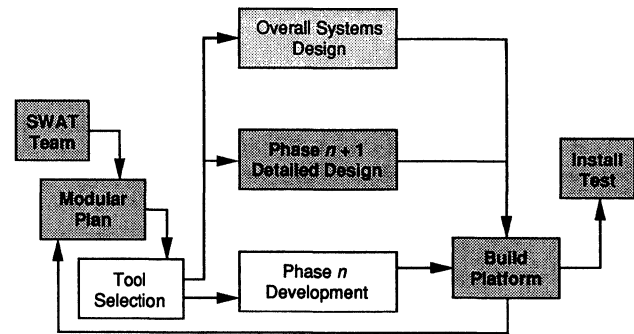 Overall Systems
Design
SWAT
Team
Phase n + 1
Detailed Design
Install
Test
Modular
Plan
Tool
Selection
Phase n
Development
Build
Platform